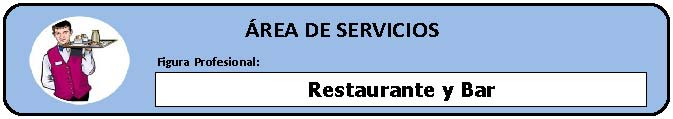 ÁREA DE SERVICIOS
Figura Profesional:
Restaurante y Bar